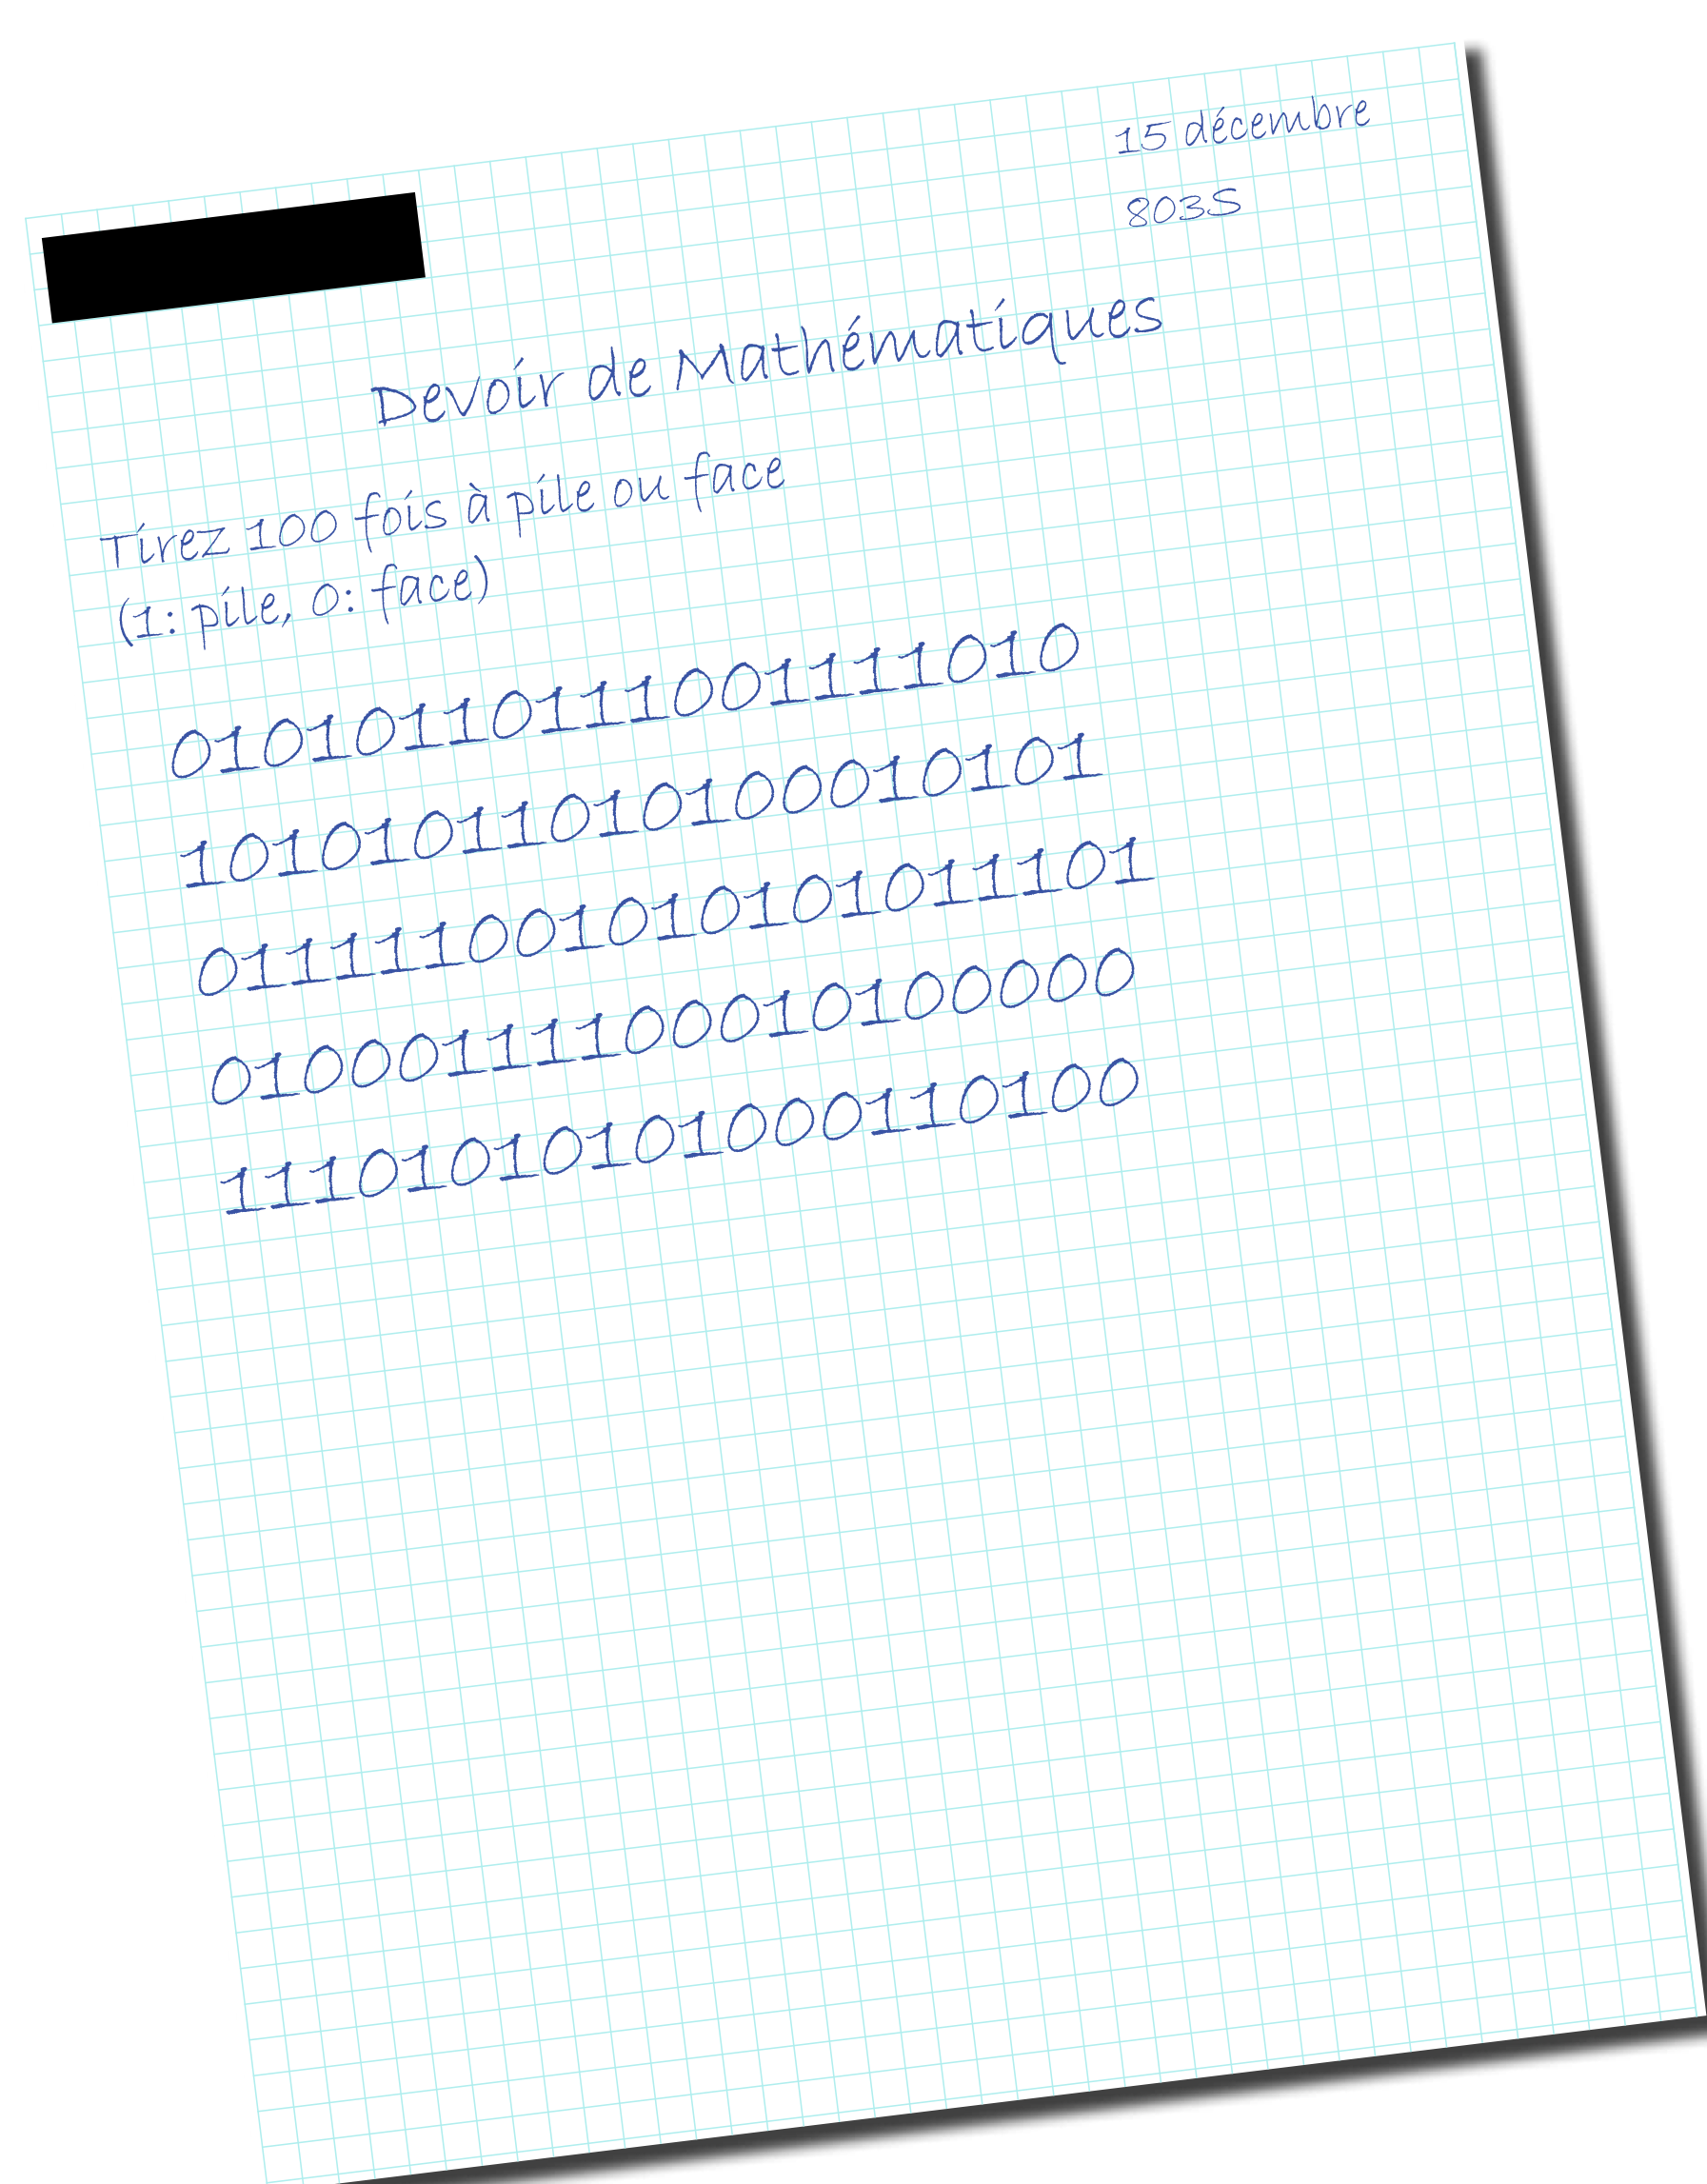 15 décembre
803S
Devoir de Mathématiques
Tirez 100 fois à pile ou face
(1: pile, 0: face)
01010110111001111010
10101011010100010101
011111001010101011101
01000111100010100000
11101010101000110100